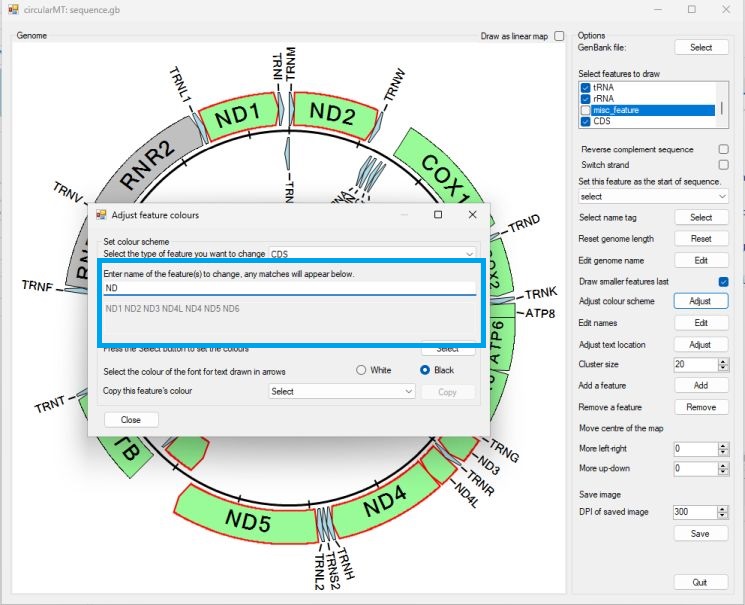 circularMT: sequence.gb
Genome
Draw as linear map
TRNM
TRNI
TRNL1
ND1
ND2
TRNW
RNR2
COX1
TRNV
TRND
TRNF
TRNK
ATP8
ATP6
TRNT
TRNG
ND3
TRNR
ND4L
ND4
ND5
TRNH
TRNS2
TRNL2
Adjust feature colours
Set colour scheme
Select the type of feature you want to change CDS
Enter name of the feature(s) to change, any matches will appear below.
ND
ND1 ND2 ND3 ND4L ND4 ND5 ND6
Press the Select button to set the colours Select
Select the colour of the font for text drawn in arrows White Black
Copy this feature's colour Select Copy
Close
Options
GenBank file: Select
Select features to draw
tRNA
rRNA
misc_feature
CDS
Reverse complement sequence
Switch strand
Set this feature as the start of sequence.
select
Select name tag Select
Reset genome length Reset
Edit genome name Edit
Draw smaller features last
Adjust colour scheme Adjust
Edit names Edit
Adjust text location Adjust
Cluster size 20
Add a feature Add
Remove a feature Remove
Move centre of the map
More left-right 0
More up-down 0
Save image
DPI of saved image 300
Save
Quit